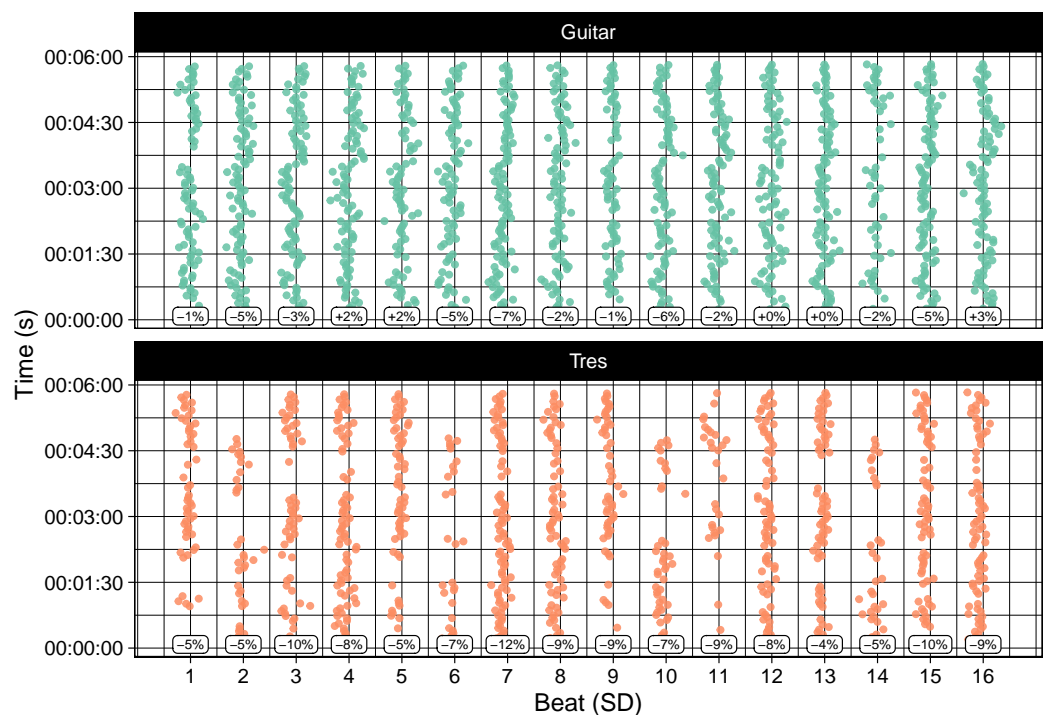 Guitar
00:06:00
00:04:30
00:03:00
00:01:30
00:00:00
−1% −5% −3% +2% +2% −5% −7% −2% −1% −6% −2% +0% +0% −2% −5% +3%
Time (s)
Tres
00:06:00
00:04:30
00:03:00
00:01:30
00:00:00
−5% −5% −10% −8% −5% −7% −12% −9% −9% −7% −9% −8% −4% −5% −10% −9%
1 2 3 4 5 6 7 8 9 10 11 12 13 14 15 16
Beat (SD)